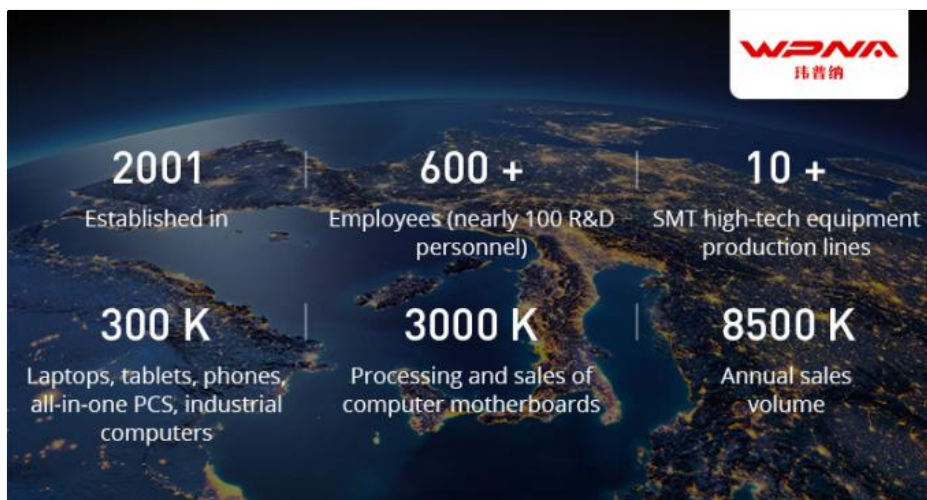 WPNA
玮普纳
2001
Established in
600 +
Employees (nearly 100 R&D
personnel)
10 +
SMT high-tech equipment
production lines
300 K
Laptops, tablets, phones,
all-in-one PCS, industrial
computers
3000 K
Processing and sales of
computer motherboards
8500 K
Annual sales
volume